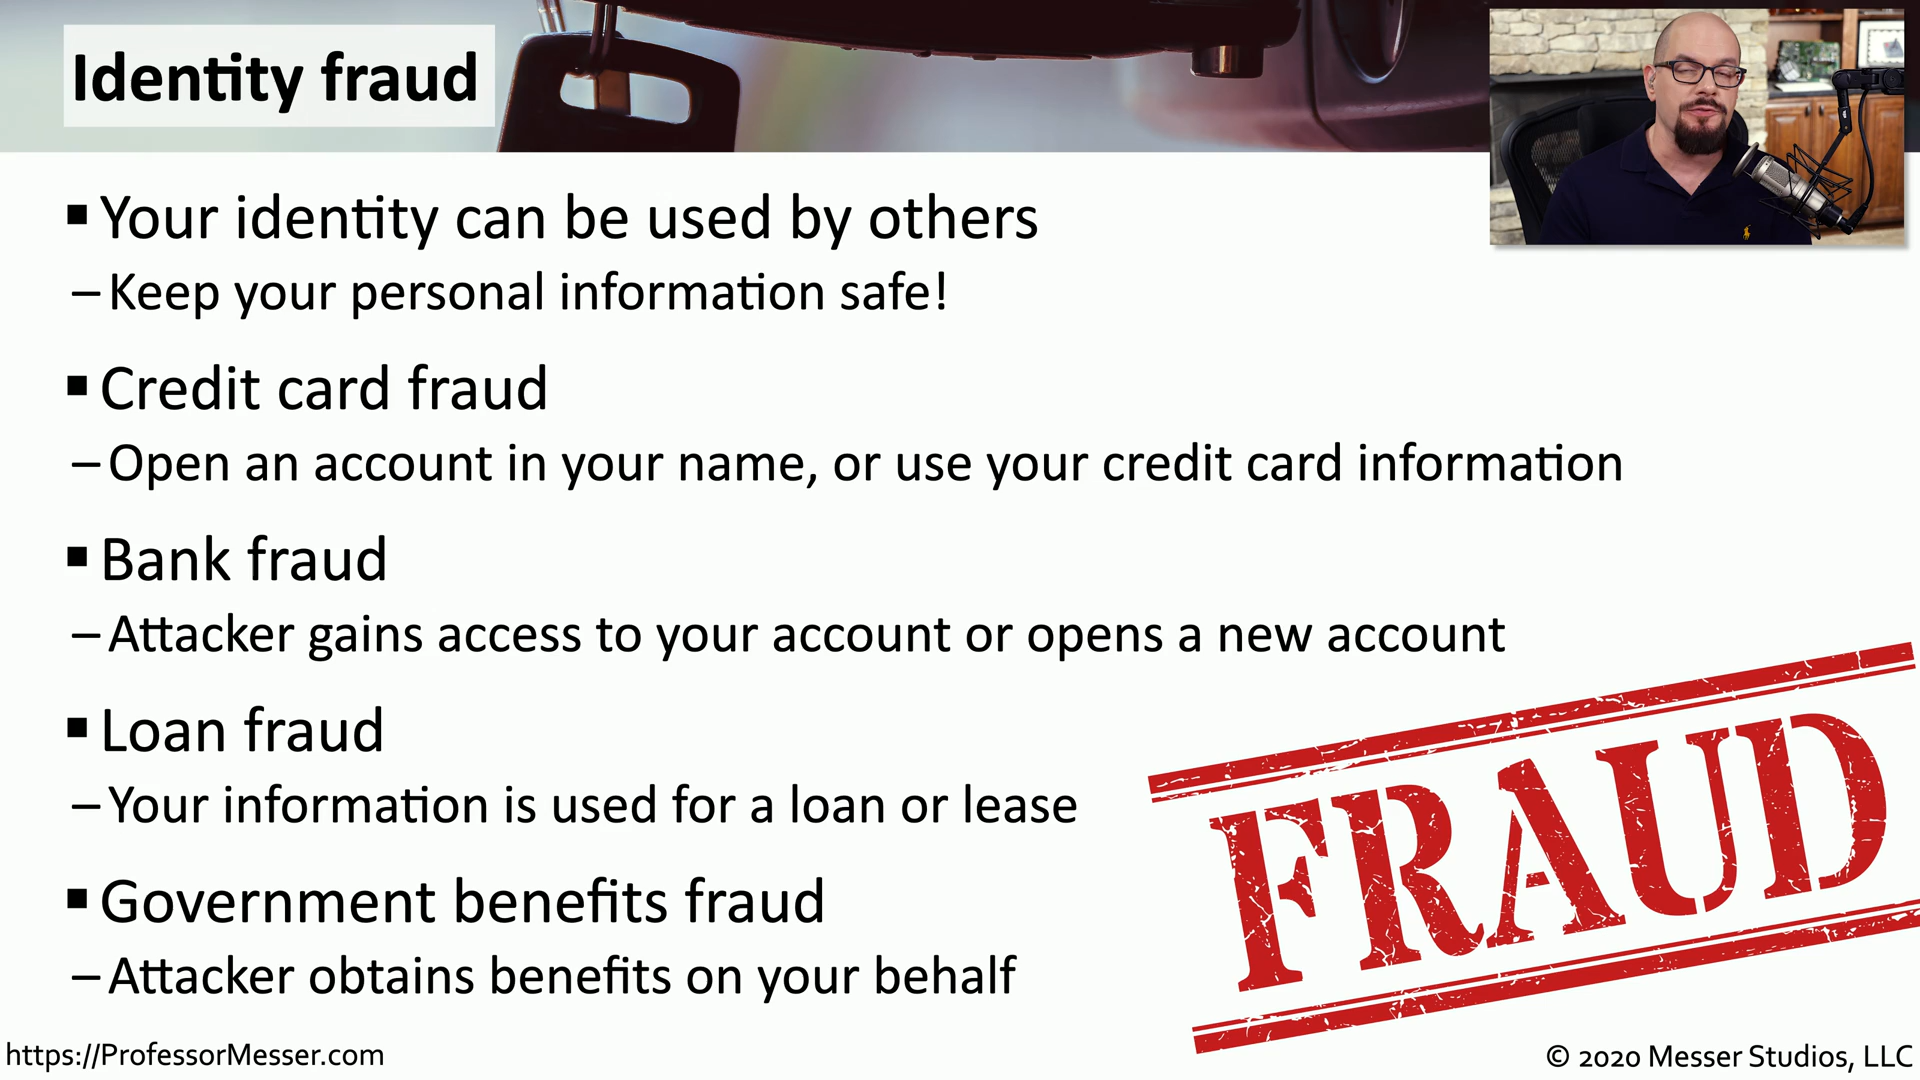 Identity fraud
▪ Your identity can be used by others
– Keep your personal information safe!
▪ Credit card fraud
– Open an account in your name, or use your credit card information
▪ Bank fraud
– Attacker gains access to your account or opens a new account
▪ Loan fraud
– Your information is used for a loan or lease
▪ Government benefits fraud
– Attacker obtains benefits on your behalf
FRAUD
https://ProfessorMesser.com
© 2020 Messer Studios, LLC